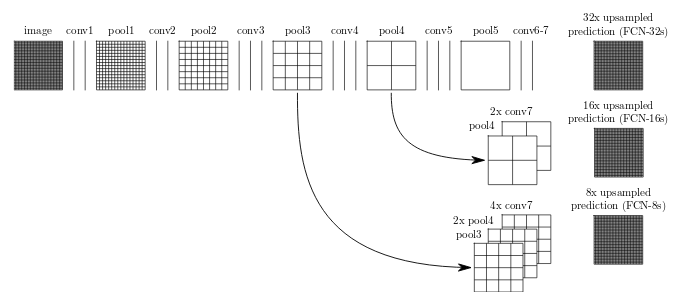 image conv1 pool1 conv2 pool2 conv3 pool3 conv4 pool4 conv5 pool5 conv6-7
32x upsampled
prediction (FCN-32s)
16x upsampled
prediction (FCN-16s)
2x conv7
pool4
8x upsampled
prediction (FCN-8s)
4x conv7
2x pool4
pool3